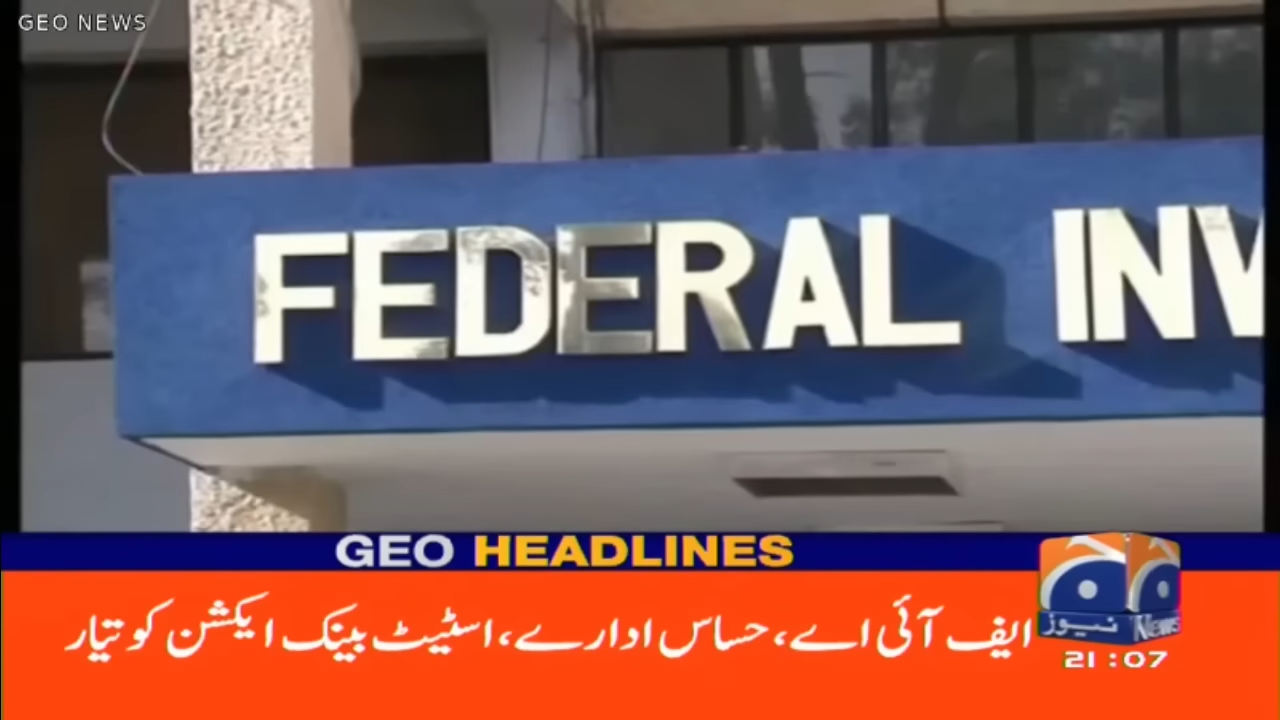 GEO NEWS
FEDERAL INV
GEO HEADLINES
ایف آئی اے، حساس ادارے، اسٹیٹ بینک ایکشن کو تیار
نیوز News
21:07